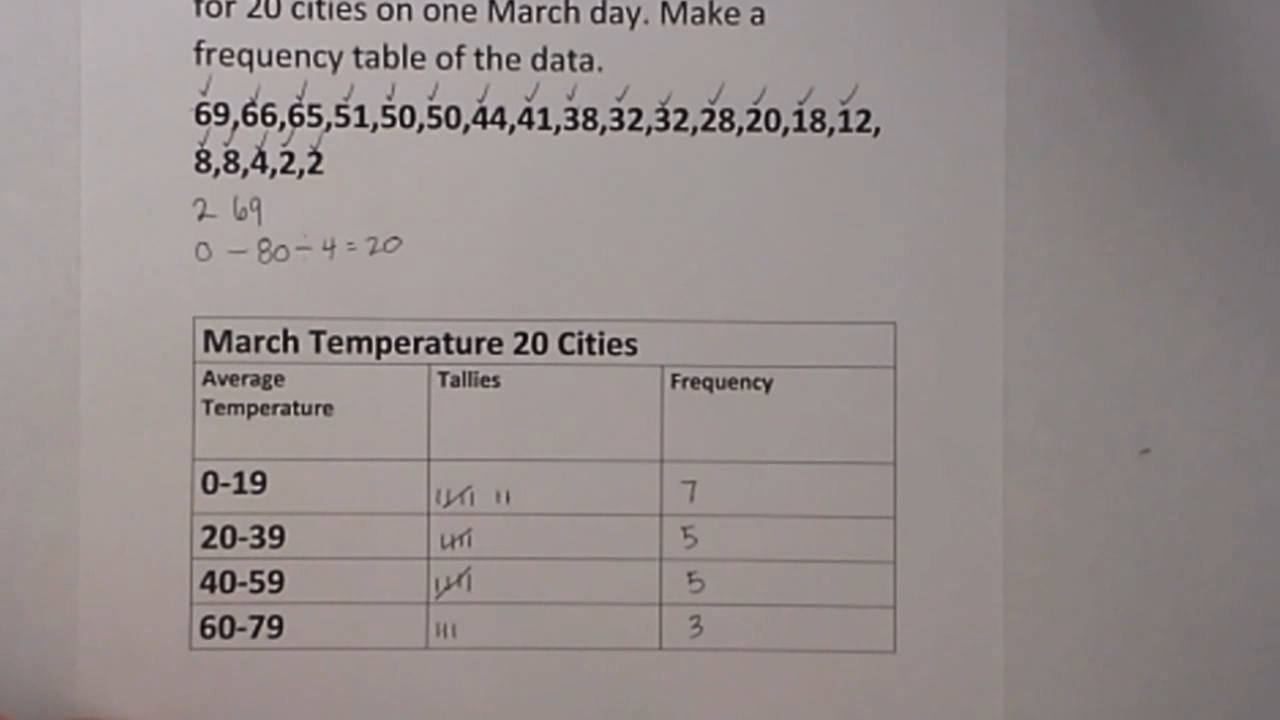 for 20 cities on one March day. Make a
frequency table of the data.
69,66,65,51,50,50,44,41,38,32,32,28,20,18,12,
8,8,4,2,2
2 69
0 - 80 ÷ 4 = 20
March Temperature 20 Cities
Average Temperature Tallies Frequency
0-19 7
20-39 5
40-59 5
60-79 III 3